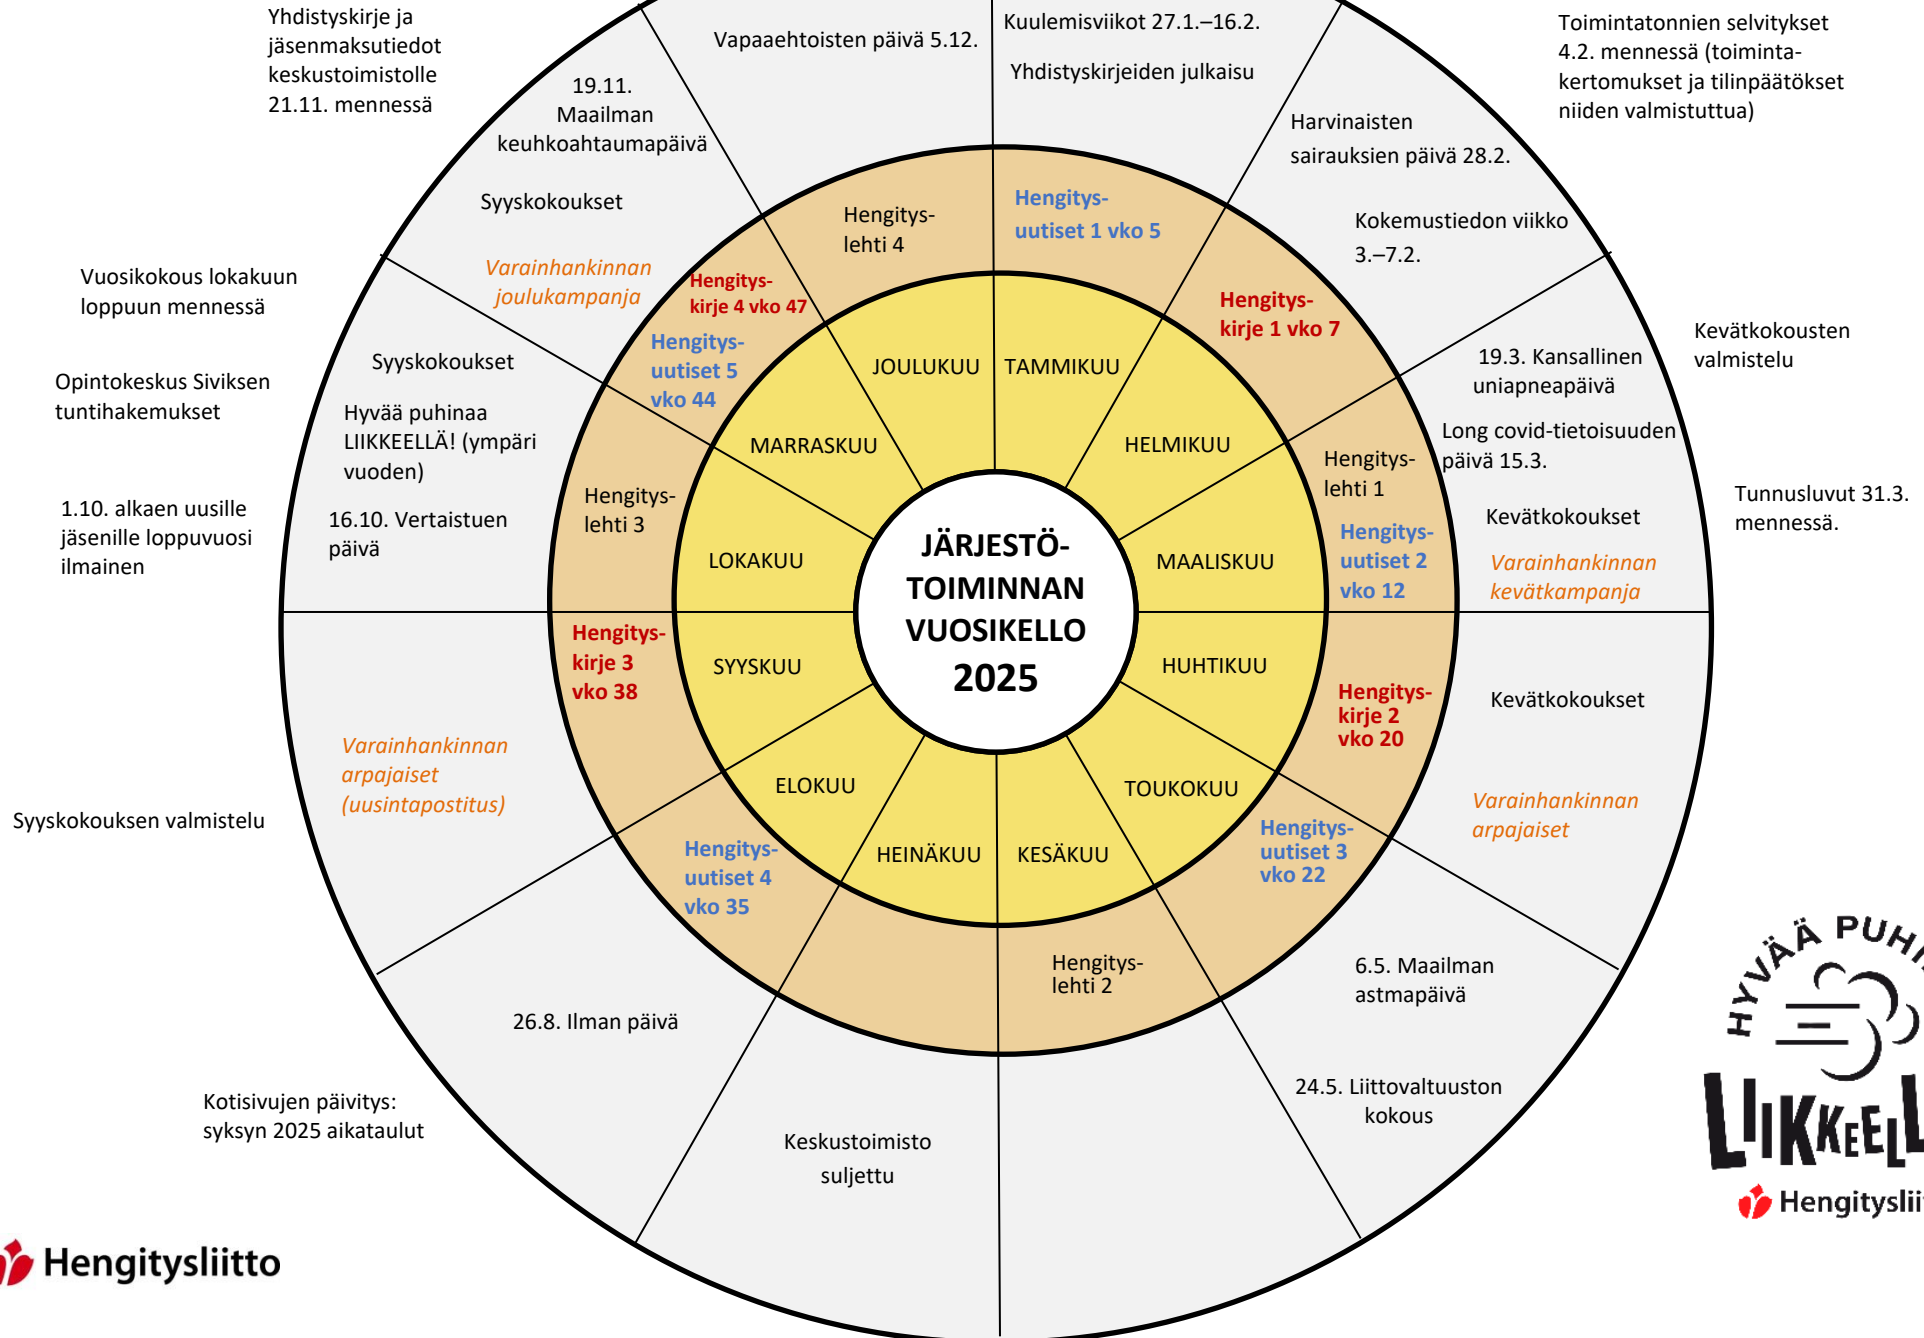 Yhdistyskirje ja
jäsenmaksutiedot
keskustoimistolle
21.11. mennessä
Vapaaehtoisten päivä 5.12.
Kuulemisviikot 27.1.–16.2.
Yhdistyskirjeiden julkaisu
Toimintatonnien selvitykset
4.2. mennessä (toiminta-
kertomukset ja tilinpäätökset
niiden valmistuttua)
19.11.
Maailman
keuhkoahtaumapäivä
Syyskokoukset
Varainhankinnan
joulukampanja
Harvinaisten
sairauksien päivä 28.2.
Kokemustiedon viikko
3.–7.2.
Hengitys-
lehti 4
Hengitys-
uutiset 1 vko 5
Hengitys-
kirje 4 vko 47
Hengitys-
uutiset 5
vko 44
Hengitys-
kirje 1 vko 7
Vuosikokous lokakuun
loppuun mennessä
Opintokeskus Siviksen
tuntihakemukset
1.10. alkaen uusille
jäsenille loppuvuosi
ilmainen
Syyskokoukset
Hyvää puhinaa
LIIKKEELLÄ! (ympäri
vuoden)
16.10. Vertaistuen
päivä
Hengitys-
lehti 3
JOULUKUU
TAMMIKUU
MARRASKUU
HELMIKUU
LOKAKUU
MAALISKUU
JÄRJESTÖ-
TOIMINNAN
VUOSIKELLO
2025
SYYSKUU
HUHTIKUU
ELOKUU
TOUKOKUU
HEINÄKUU
KESÄKUU
Hengitys-
lehti 1
Hengitys-
uutiset 2
vko 12
19.3. Kansallinen
uniapneapäivä
Long covid-tietoisuuden
päivä 15.3.
Kevätkokoukset
Varainhankinnan
kevätkampanja
Kevätkokousten
valmistelu
Tunnusluvut 31.3.
mennessä.
Hengitys-
kirje 3
vko 38
Varainhankinnan
arpajaiset
(uusintapostitus)
Syyskokouksen valmistelu
Hengitys-
kirje 2
vko 20
Kevätkokoukset
Varainhankinnan
arpajaiset
Hengitys-
uutiset 4
vko 35
Hengitys-
uutiset 3
vko 22
Hengitys-
lehti 2
26.8. Ilman päivä
6.5. Maailman
astmapäivä
24.5. Liittovaltuuston
kokous
Keskustoimisto
suljettu
Kotisivujen päivitys:
syksyn 2025 aikataulut
Hengitysliitto
HYVÄÄ